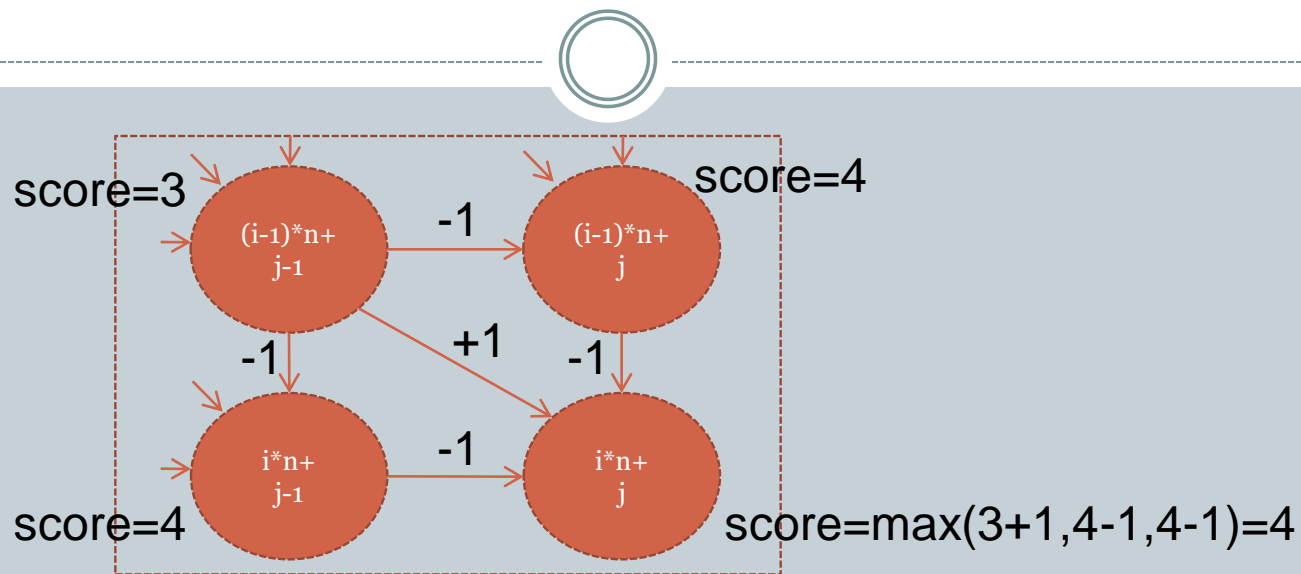 score=3
(i-1)*n+
j-1
-1
(i-1)*n+
j
score=4
-1
+1
-1
score=4
i*n+
j-1
-1
i*n+
j
score=max(3+1,4-1,4-1)=4